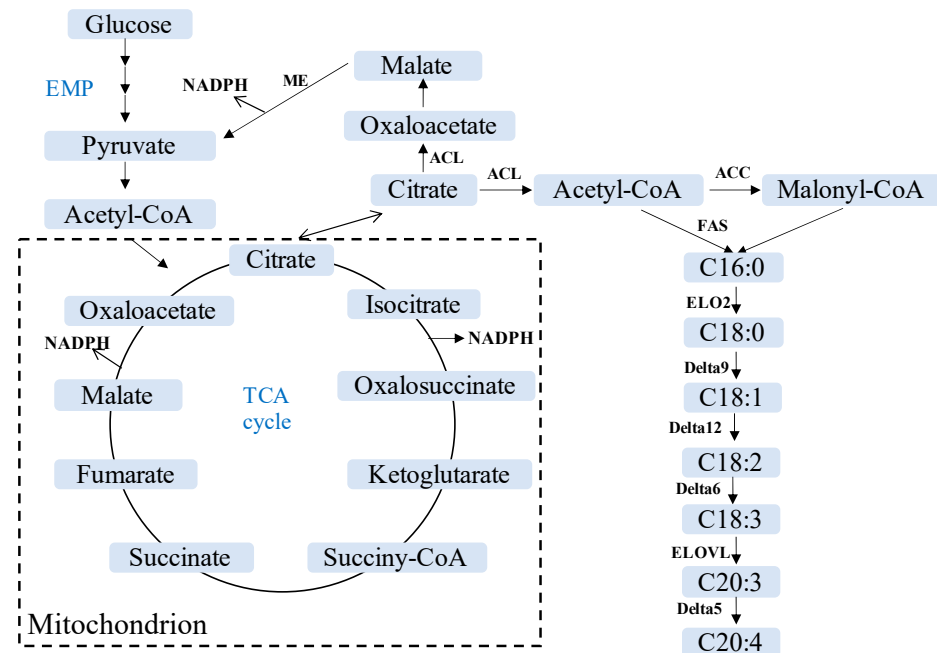 Glucose
EMP
NADPH
ME
Malate
Oxaloacetate
Pyruvate
ACL
Citrate
ACL
Acetyl-CoA
ACC
Malonyl-CoA
Acetyl-CoA
FAS
Citrate
C16:0
Oxaloacetate
Isocitrate
ELO2
NADPH
NADPH
C18:0
Delta9
Malate
TCA
cycle
Oxalosuccinate
C18:1
Delta12
Fumarate
Ketoglutarate
C18:2
Delta6
C18:3
Succinate
Succiny-CoA
ELOVL
C20:3
Delta5
Mitochondrion
C20:4